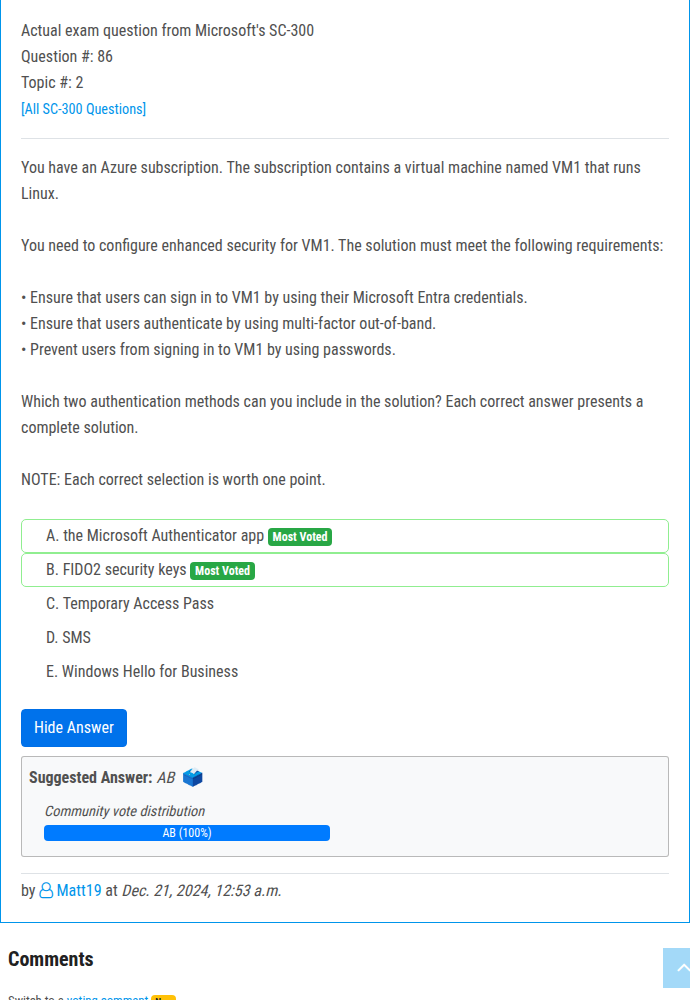 Actual exam question from Microsoft's SC-300
Question #: 86
Topic #: 2
[All SC-300 Questions]
You have an Azure subscription. The subscription contains a virtual machine named VM1 that runs
Linux.
You need to configure enhanced security for VM1. The solution must meet the following requirements:
• Ensure that users can sign in to VM1 by using their Microsoft Entra credentials.
• Ensure that users authenticate by using multi-factor out-of-band.
• Prevent users from signing in to VM1 by using passwords.
Which two authentication methods can you include in the solution? Each correct answer presents a
complete solution.
NOTE: Each correct selection is worth one point.
A. the Microsoft Authenticator app Most Voted
B. FIDO2 security keys Most Voted
C. Temporary Access Pass
D. SMS
E. Windows Hello for Business
Hide Answer
Suggested Answer: AB
Community vote distribution
AB (100%)
by Matt19 at Dec. 21, 2024, 12:53 a.m.
Comments
Switch to a voting comment